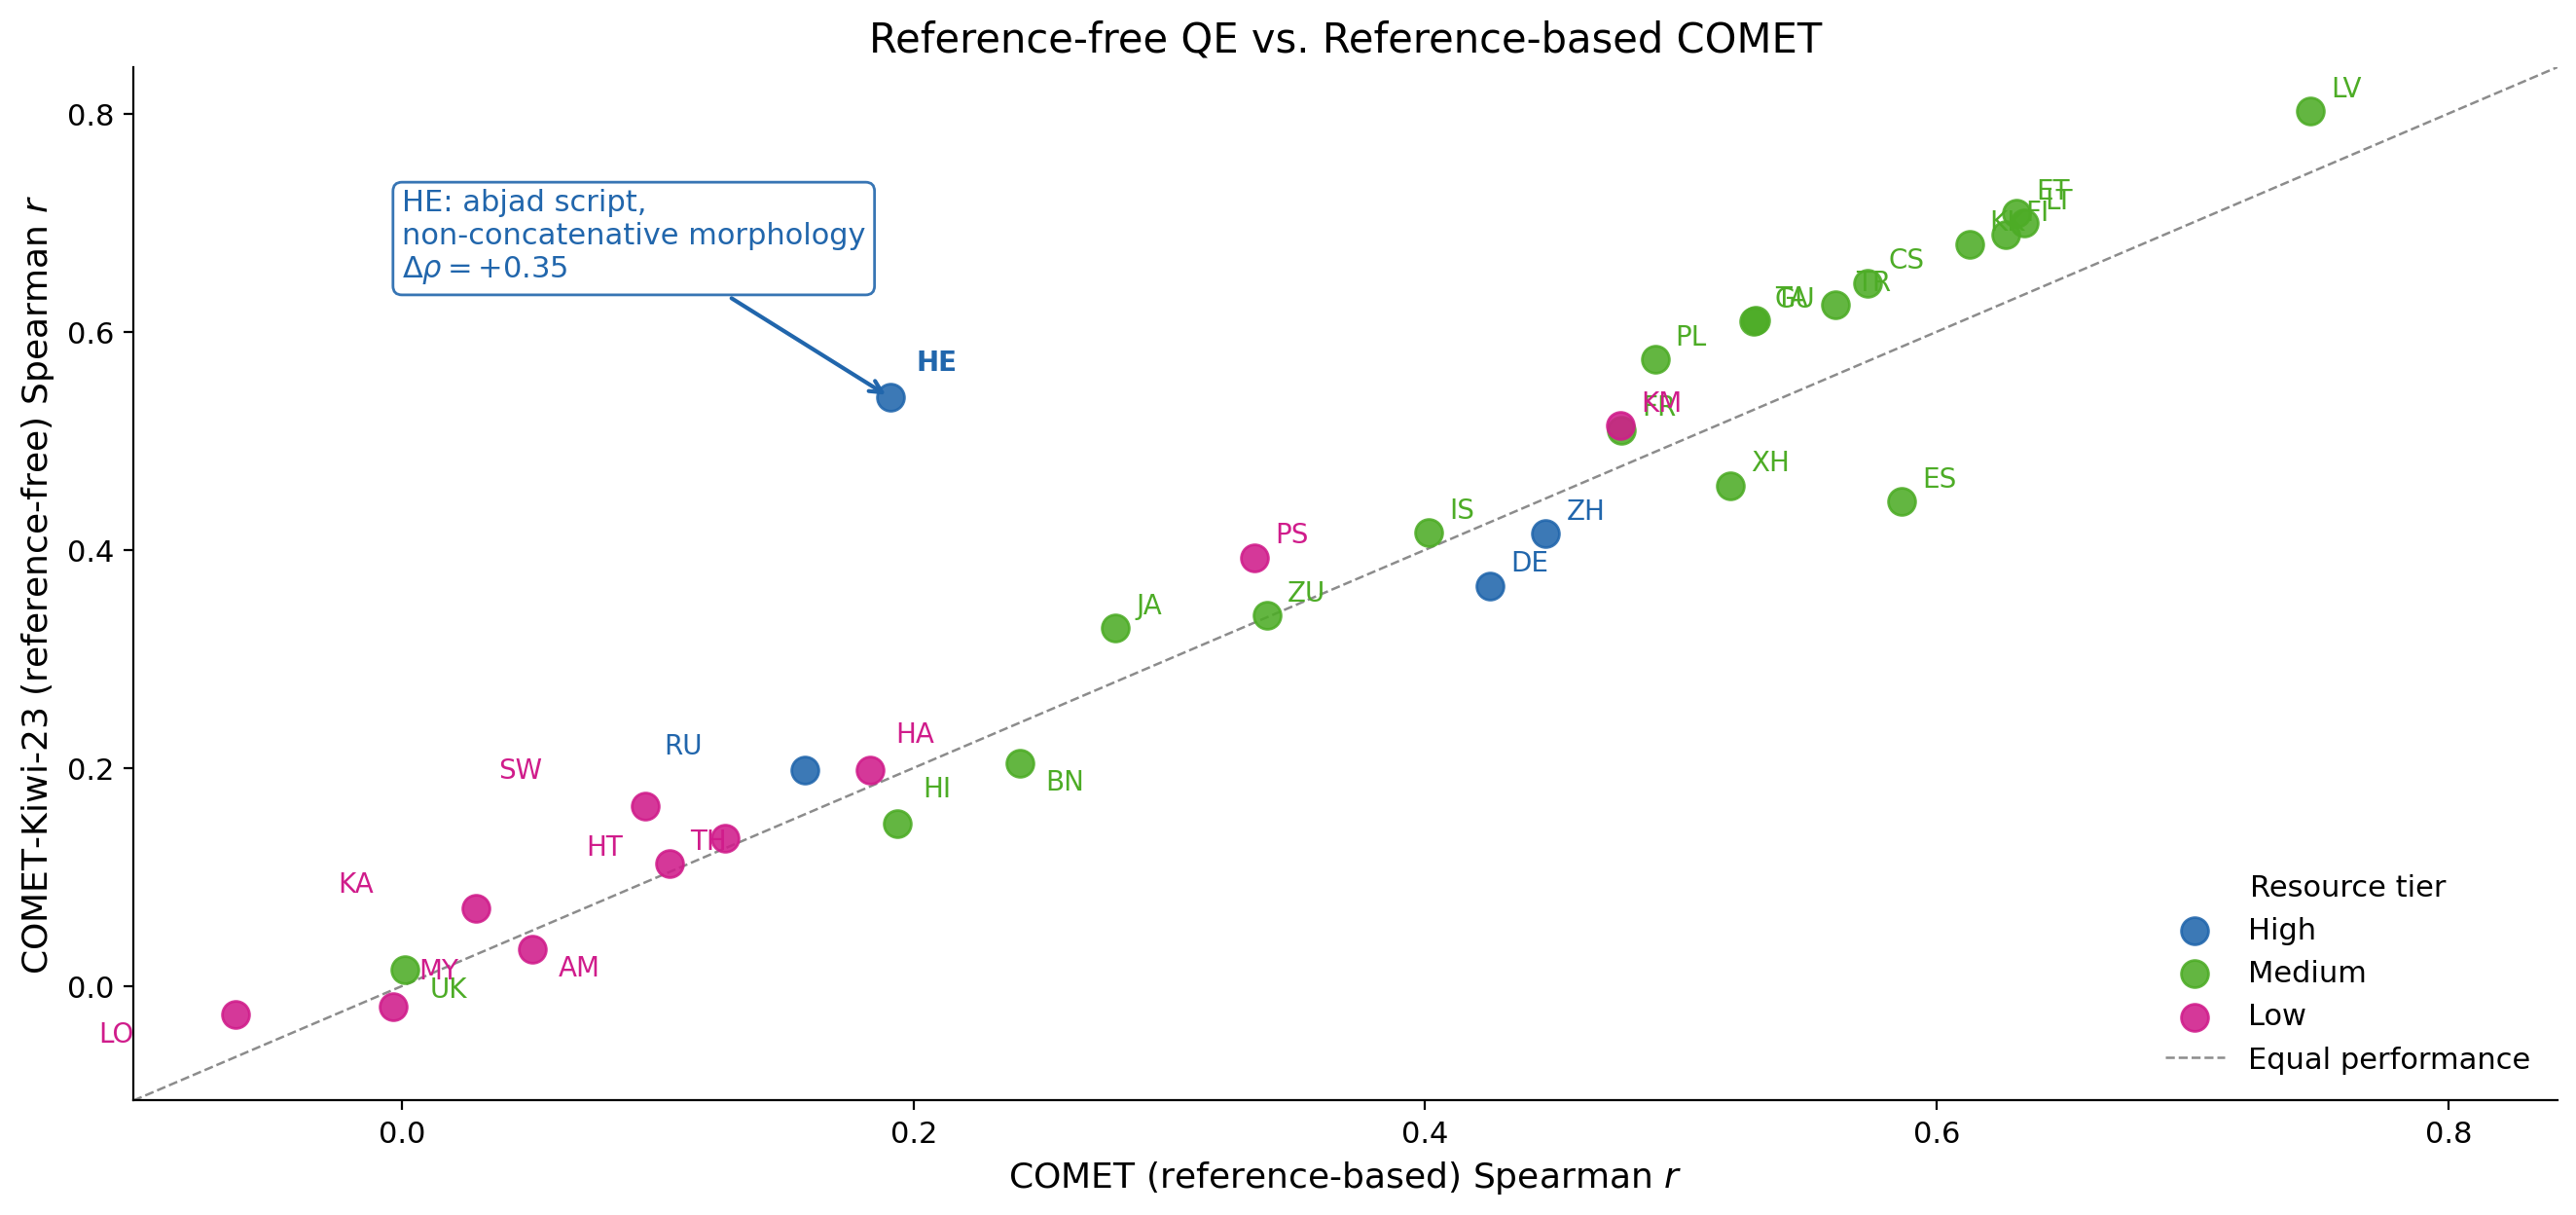 Reference-free QE vs. Reference-based COMET
COMET-Kiwi-23 (reference-free) Spearman r
0.8
0.6
0.4
0.2
0.0
HE: abjad script,
non-concatenative morphology
Δρ = +0.35
LV
ET
LT
FI
CS
TR
TA
GU
PL
HE
KM
FR
XH
ES
IS
ZH
PS
DE
ZU
JA
HA
RU
SW
BN
HI
HT
TH
KA
AM
MY
UK
LO
Resource tier
High
Medium
Low
Equal performance
0.0
0.2
0.4
0.6
0.8
COMET (reference-based) Spearman r